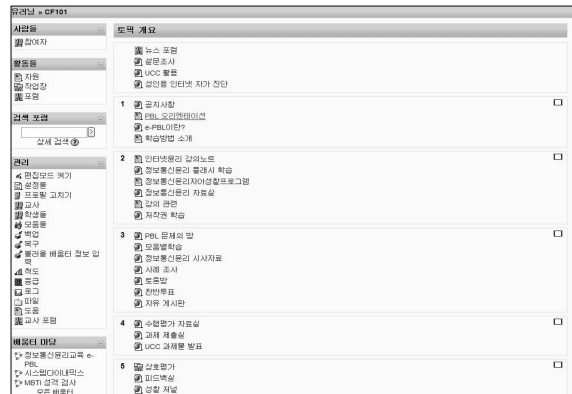 유러닝 » CF101
사람들
참여자
활동들
자원
작업장
포럼
검색 포럼
상세 검색
관리
편집모드 켜기
설정들
프로필 고치기
교사
학생들
모둠들
백업
복구
불러올 배움터 정보 입력
척도
등급
로그
파일
도움
교사 포럼
배움터 마당
정보통신윤리교육 e-PBL
시스템다이내믹스
MBTI 성격 검사
모든 배움터
토픽 개요
뉴스 포럼
설문조사
UCC 활용
성인용 인터넷 자가 진단
1 공지사항
PBL 오리엔테이션
e-PBL이란?
학습방법 소개
2 인터넷윤리 강의노트
정보통신윤리 플래시 학습
정보통신윤리자아성찰프로그램
정보통신윤리 자료실
강의 관련
저작권 학습
3 PBL 문제의 방
모둠별학습
정보통신윤리 시사자료
사례 조사
토론방
찬반투표
자유 게시판
4 수행평가 자료실
과제 제출실
UCC 과제물 발표
5 상호평가
피드백실
성찰 저널